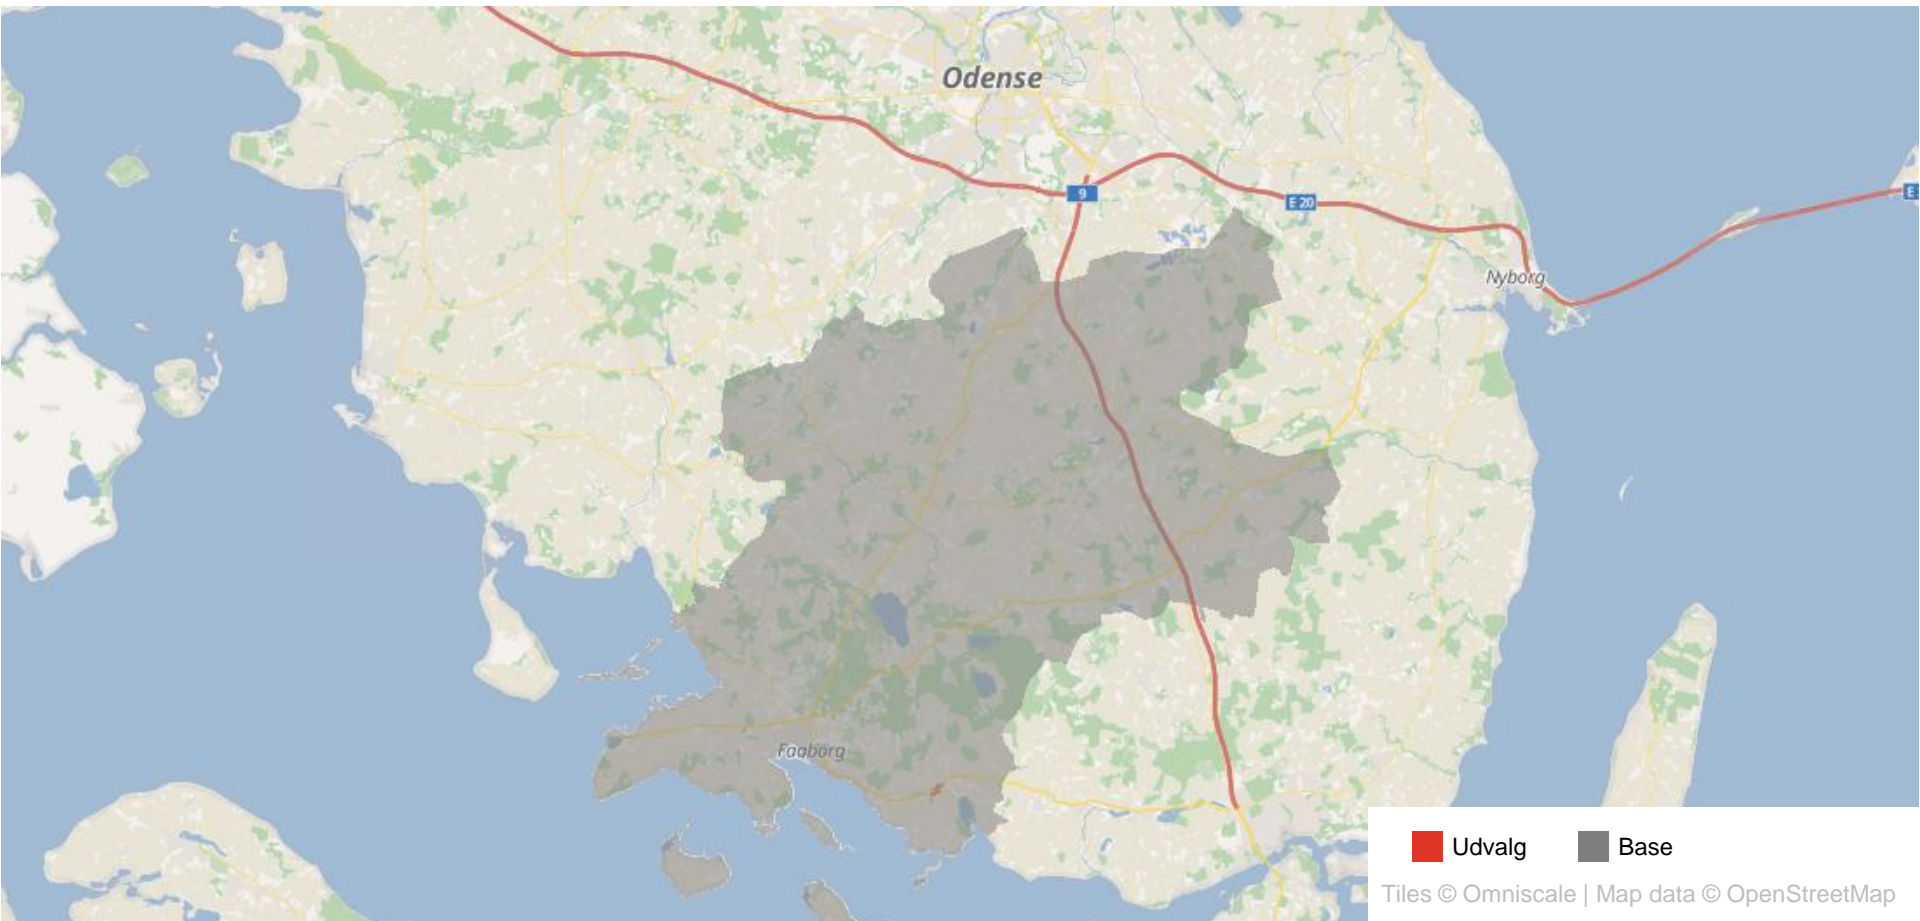 Odense
9
E 20
E
Nyborg
Faaborg
Udvalg
Base
Tiles © Omniscale | Map data © OpenStreetMap